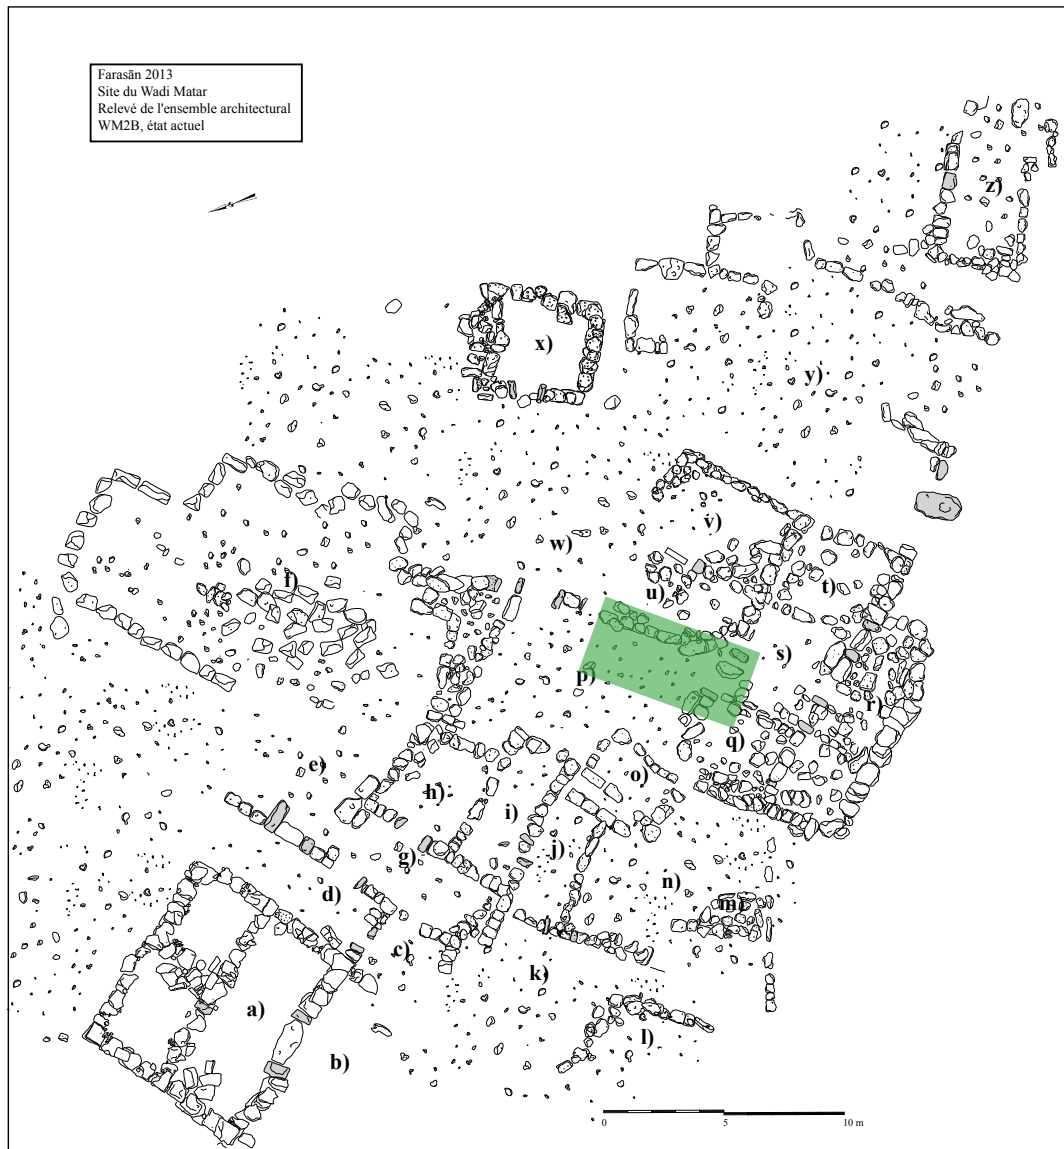 Farasān 2013
Site du Wadi Matar
Relevé de l'ensemble architectural
WM2B, état actuel
z)
x)
y)
v)
w)
f)
u)
t)
s)
p)
r)
q)
e)
o)
h)
i)
j)
g)
d)
n)
m)
c)
k)
a)
l)
b)
0 5 10 m